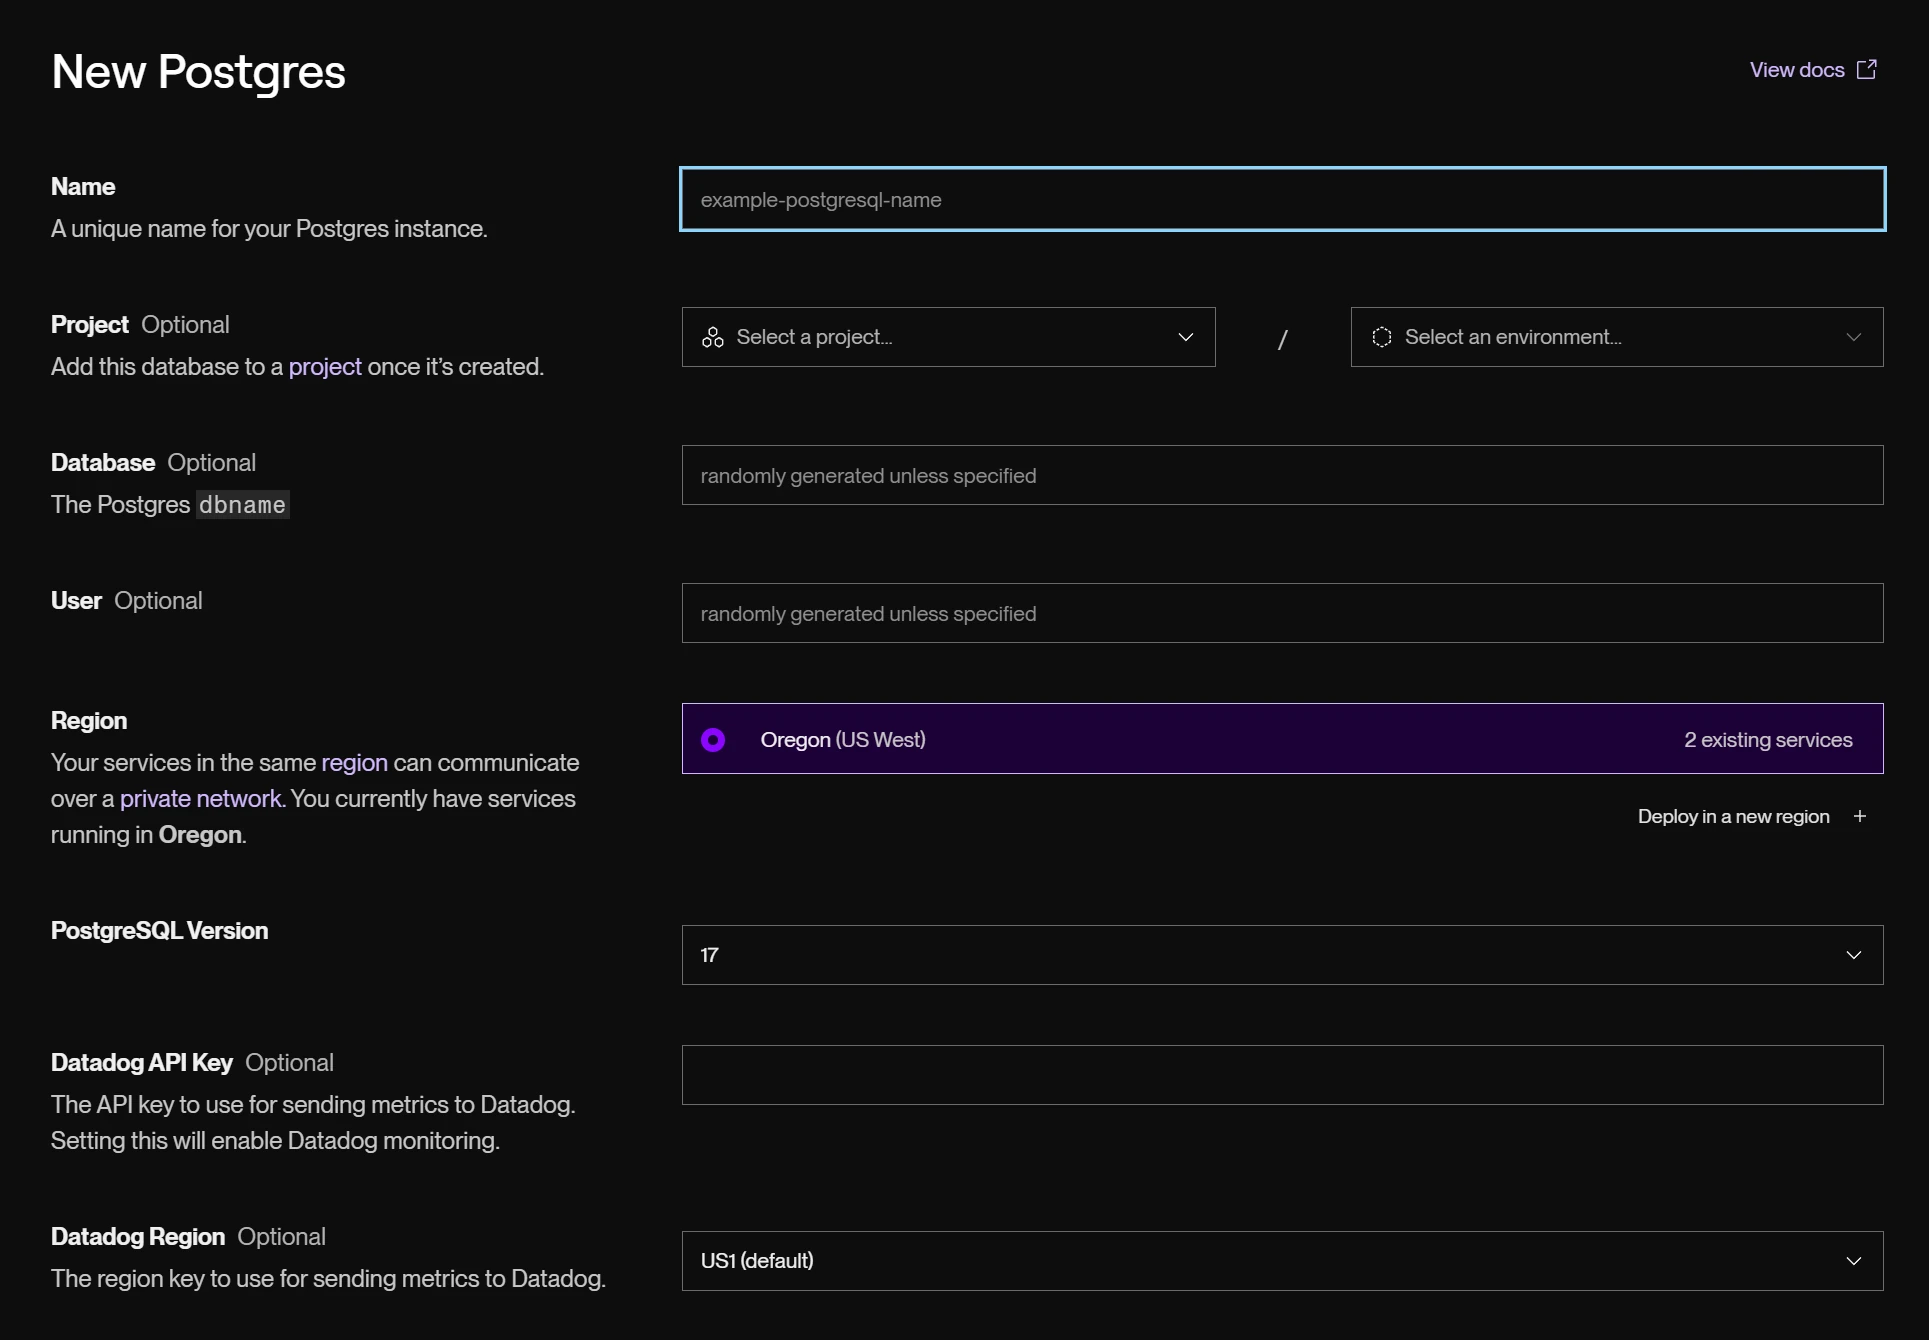 New Postgres
View docs
Name
A unique name for your Postgres instance.
example-postgresql-name
Project Optional
Add this database to a project once it’s created.
Select a project...
/
Select an environment...
Database Optional
The Postgres dbname
randomly generated unless specified
User Optional
randomly generated unless specified
Region
Your services in the same region can communicate
over a private network. You currently have services
running in Oregon.
Oregon (US West)
2 existing services
Deploy in a new region +
PostgreSQL Version
17
Datadog API Key Optional
The API key to use for sending metrics to Datadog.
Setting this will enable Datadog monitoring.
Datadog Region Optional
The region key to use for sending metrics to Datadog.
US1 (default)